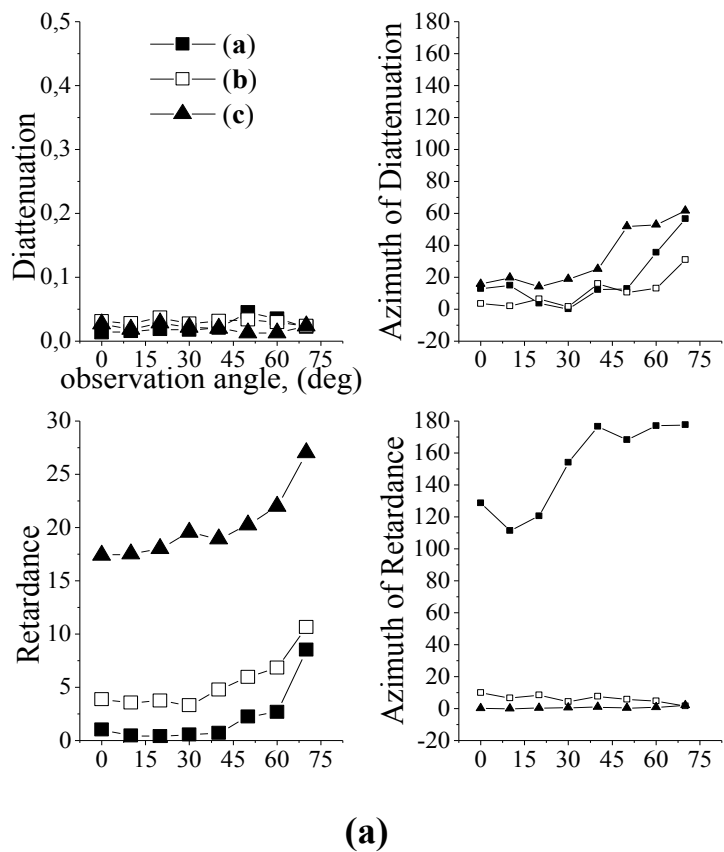 0,5
0,4
0,3
0,2
0,1
0,0
Diattenuation
(a)
(b)
(c)
0 15 30 45 60 75
observation angle, (deg)
180
160
140
120
100
80
60
40
20
0
-20
Azimuth of Diattenuation
0 15 30 45 60 75
30
25
20
15
10
5
0
Retardance
0 15 30 45 60 75
180
160
140
120
100
80
60
40
20
0
-20
Azimuth of Retardance
0 15 30 45 60 75
(a)